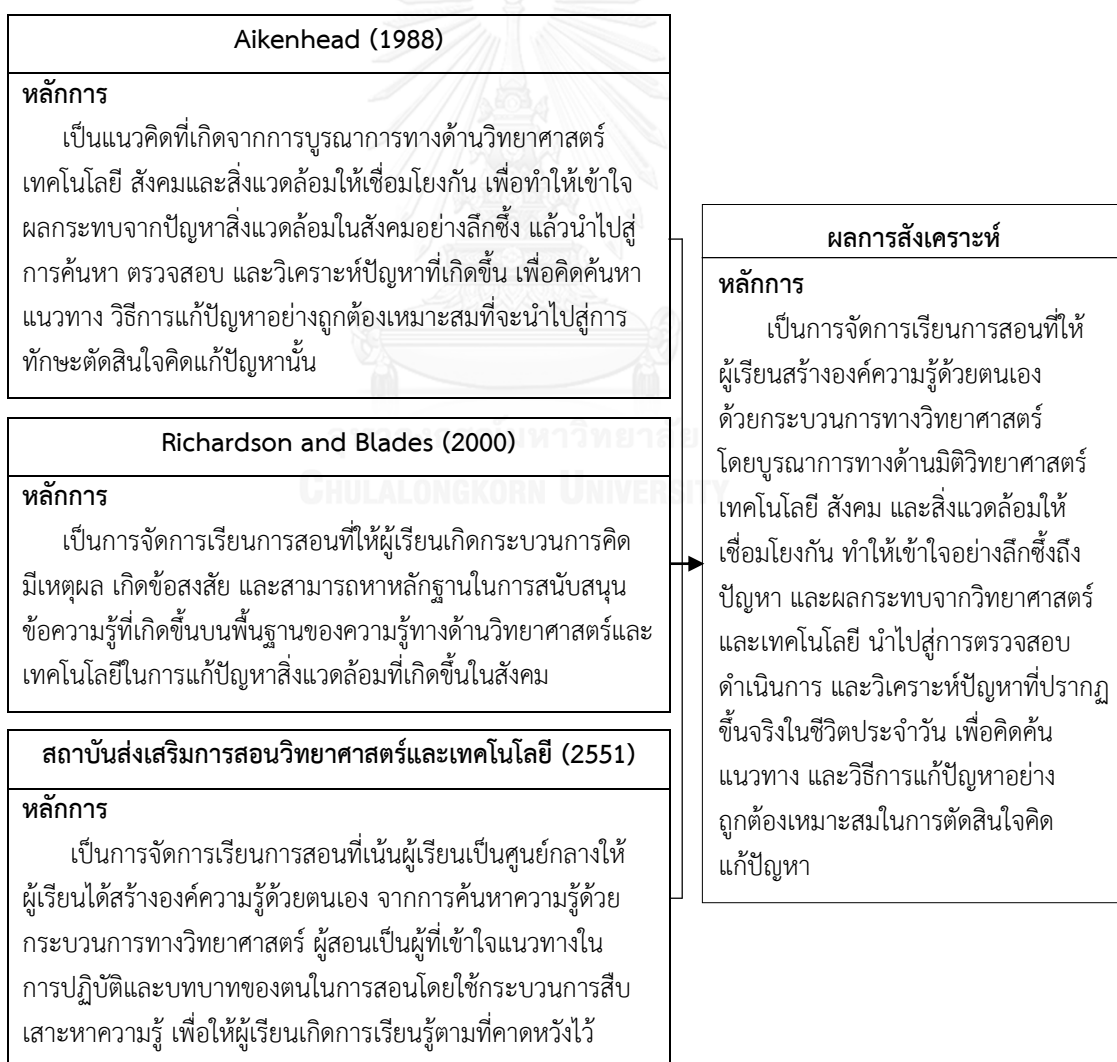 Aikenhead (1988)
หลักการ
เป็นแนวคิดที่เกิดจากการบูรณาการทางด้านวิทยาศาสตร์
เทคโนโลยี สังคมและสิ่งแวดล้อมให้เชื่อมโยงกัน เพื่อทำให้เข้าใจ
ผลกระทบจากปัญหาสิ่งแวดล้อมในสังคมอย่างลึกซึ้ง แล้วนำไปสู่
การค้นหา ตรวจสอบ และวิเคราะห์ปัญหาที่เกิดขึ้น เพื่อคิดค้นหา
แนวทาง วิธีการแก้ปัญหาอย่างถูกต้องเหมาะสมที่จะนำไปสู่การ
ทักษะตัดสินใจคิดแก้ปัญหานั้น
Richardson and Blades (2000)
หลักการ
เป็นการจัดการเรียนการสอนที่ให้ผู้เรียนเกิดกระบวนการคิด
มีเหตุผล เกิดข้อสงสัย และสามารถหาหลักฐานในการสนับสนุน
ข้อความรู้ที่เกิดขึ้นบนพื้นฐานของความรู้ทางด้านวิทยาศาสตร์และ
เทคโนโลยีในการแก้ปัญหาสิ่งแวดล้อมที่เกิดขึ้นในสังคม
สถาบันส่งเสริมการสอนวิทยาศาสตร์และเทคโนโลยี (2551)
หลักการ
เป็นการจัดการเรียนการสอนที่เน้นผู้เรียนเป็นศูนย์กลางให้
ผู้เรียนได้สร้างองค์ความรู้ด้วยตนเอง จากการค้นหาความรู้ด้วย
กระบวนการทางวิทยาศาสตร์ ผู้สอนเป็นผู้ที่เข้าใจแนวทางใน
การปฏิบัติและบทบาทของตนในการสอนโดยใช้กระบวนการสืบ
เสาะหาความรู้ เพื่อให้ผู้เรียนเกิดการเรียนรู้ตามที่คาดหวังไว้
ผลการสังเคราะห์
หลักการ
เป็นการจัดการเรียนการสอนที่ให้
ผู้เรียนสร้างองค์ความรู้ด้วยตนเอง
ด้วยกระบวนการทางวิทยาศาสตร์
โดยบูรณาการทางด้านมิติวิทยาศาสตร์
เทคโนโลยี สังคม และสิ่งแวดล้อมให้
เชื่อมโยงกัน ทำให้เข้าใจอย่างลึกซึ้งถึง
ปัญหา และผลกระทบจากวิทยาศาสตร์
และเทคโนโลยี นำไปสู่การตรวจสอบ
ดำเนินการ และวิเคราะห์ปัญหาที่ปรากฏ
ขึ้นจริงในชีวิตประจำวัน เพื่อคิดค้น
แนวทาง และวิธีการแก้ปัญหาอย่าง
ถูกต้องเหมาะสมในการตัดสินใจคิด
แก้ปัญหา
CHULALONGKORN UNIVERSITY